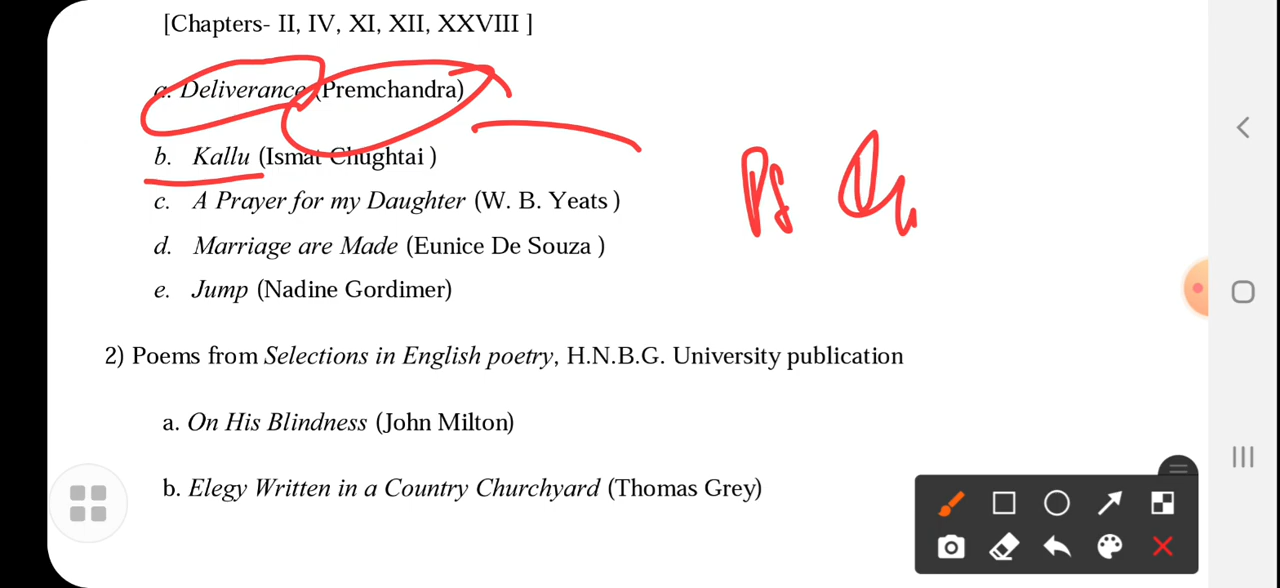 [Chapters- II, IV, XI, XII, XXVIII ]
a. Deliverance (Premchandra)
b. Kallu (Ismat Chughtai )
c. A Prayer for my Daughter (W. B. Yeats )
d. Marriage are Made (Eunice De Souza )
e. Jump (Nadine Gordimer)
2) Poems from Selections in English poetry, H.N.B.G. University publication
a. On His Blindness (John Milton)
b. Elegy Written in a Country Churchyard (Thomas Grey)